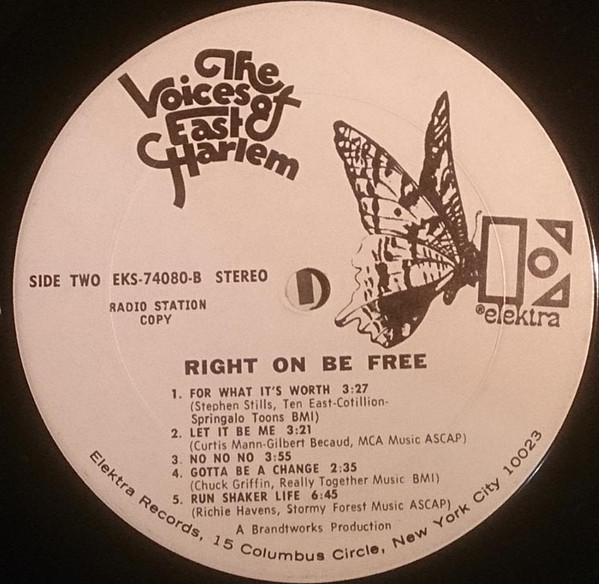 The
Voices of
East
Harlem
SIDE TWO EKS-74080-B STEREO
RADIO STATION
COPY
®elektra
RIGHT ON BE FREE
1. FOR WHAT IT'S WORTH 3:27
(Stephen Stills, Ten East-Cotillion-
Springalo Toons BMI)
2. LET IT BE ME 3:21
(Curtis Mann-Gilbert Becaud, MCA Music ASCAP)
3. NO NO NO 3:55
4. GOTTA BE A CHANGE 2:35
(Chuck Griffin, Really Together Music BMI)
5. RUN SHAKER LIFE 6:45
(Richie Havens, Stormy Forest Music ASCAP)
A Brandtworks Production
Elektra Records, 15 Columbus Circle, New York City 10023